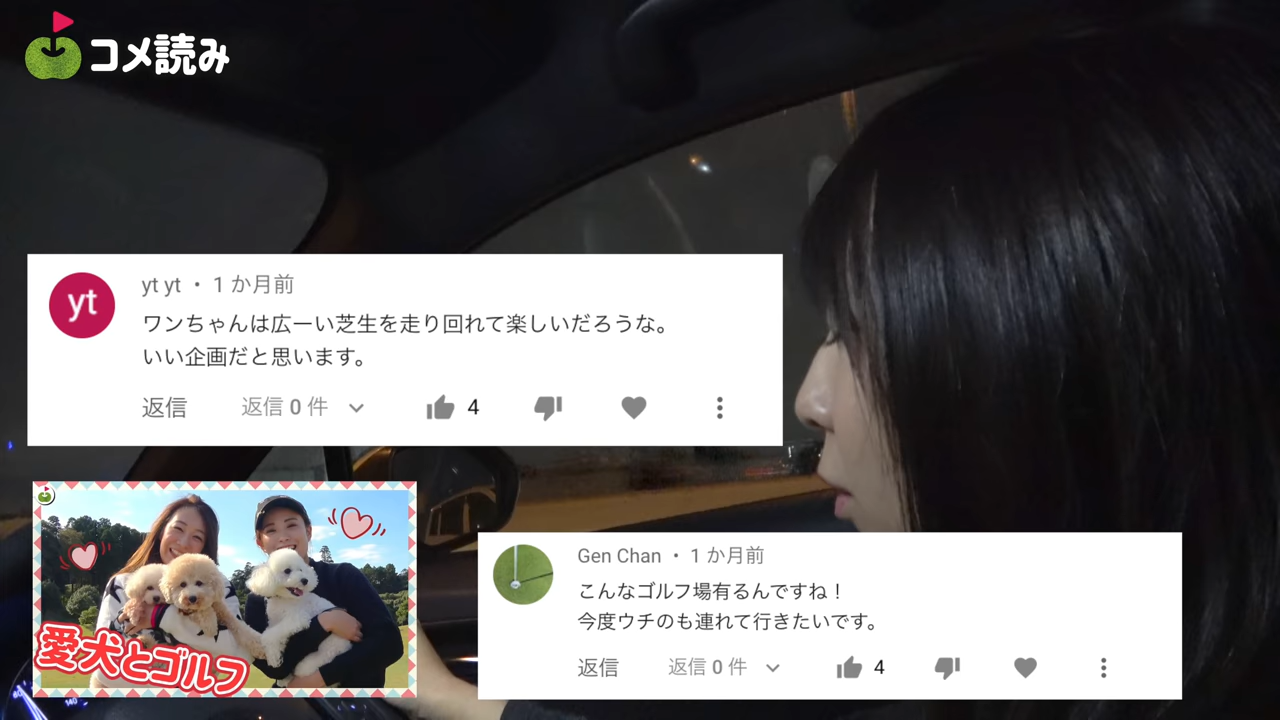 コメ読み
yt
yt yt ・ 1 か月前
ワンちゃんは広ーい芝生を走り回れて楽しいだろうな。
いい企画だと思います。
返信 返信 0 件 4
愛犬とゴルフ
Gen Chan ・ 1 か月前
こんなゴルフ場有るんですね！
今度ウチのも連れて行きたいです。
返信 返信 0 件 4
140